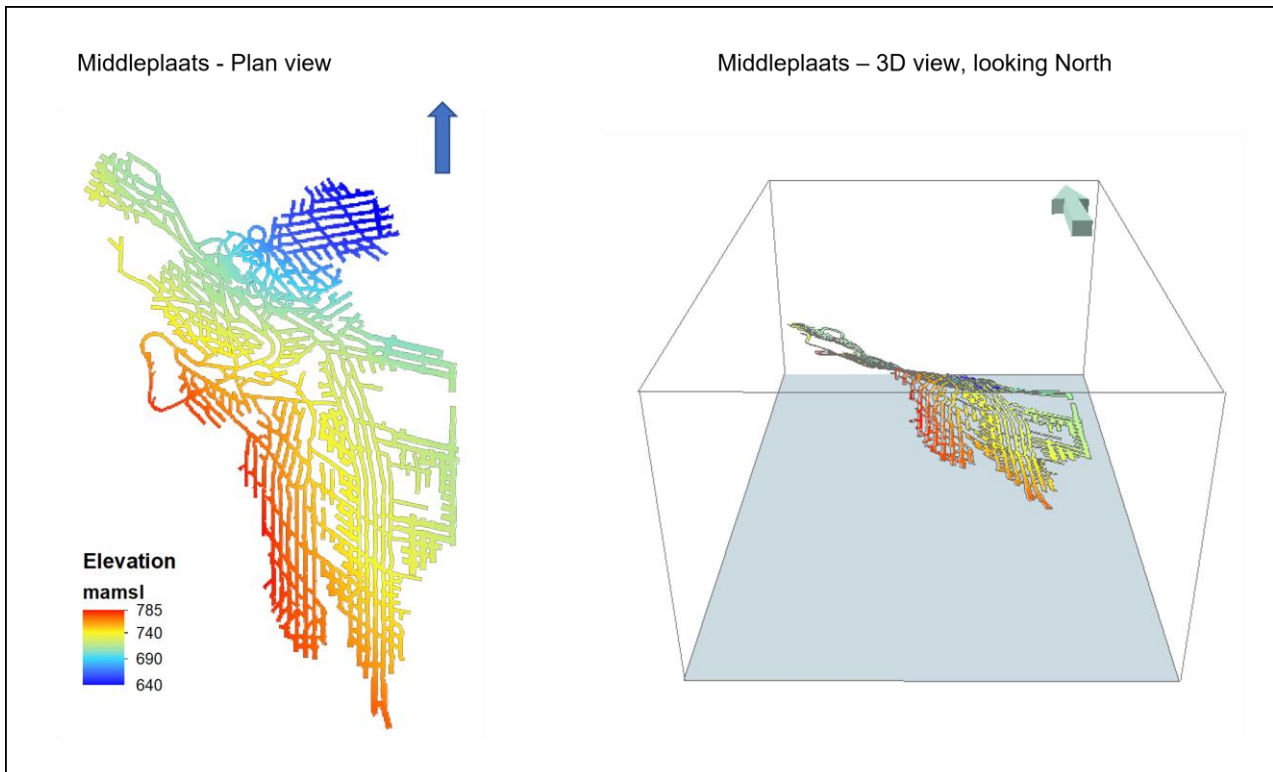 Middleplaats - Plan view
Middleplaats – 3D view, looking North
Elevation
mamsl
785
740
690
640